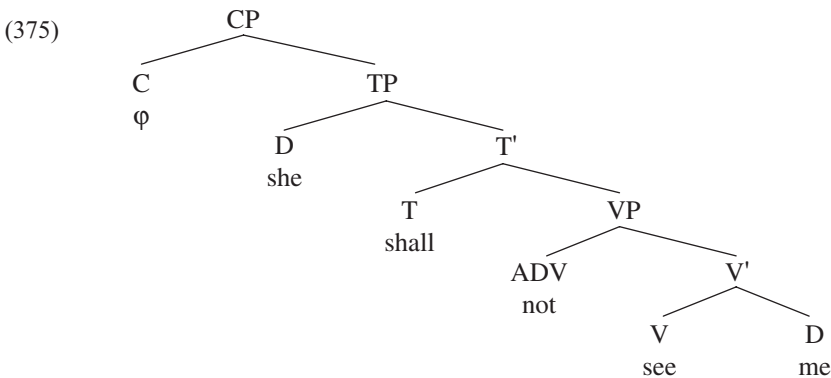 (375) CP
C TP
φ
D T'
she
T VP
shall
ADV V'
not
V D
see me